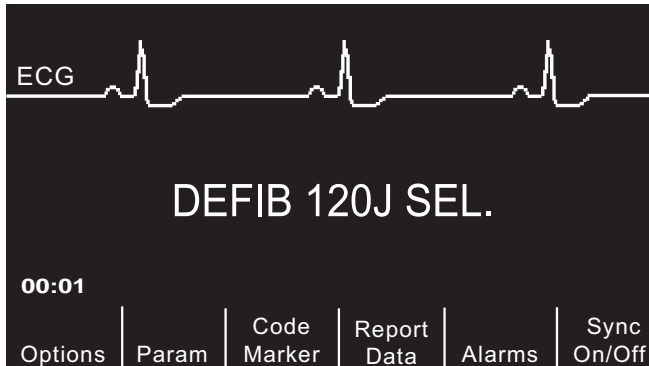 ECG
DEFIB 120J SEL.
00:01
Options Param Code Marker Report Data Alarms Sync On/Off